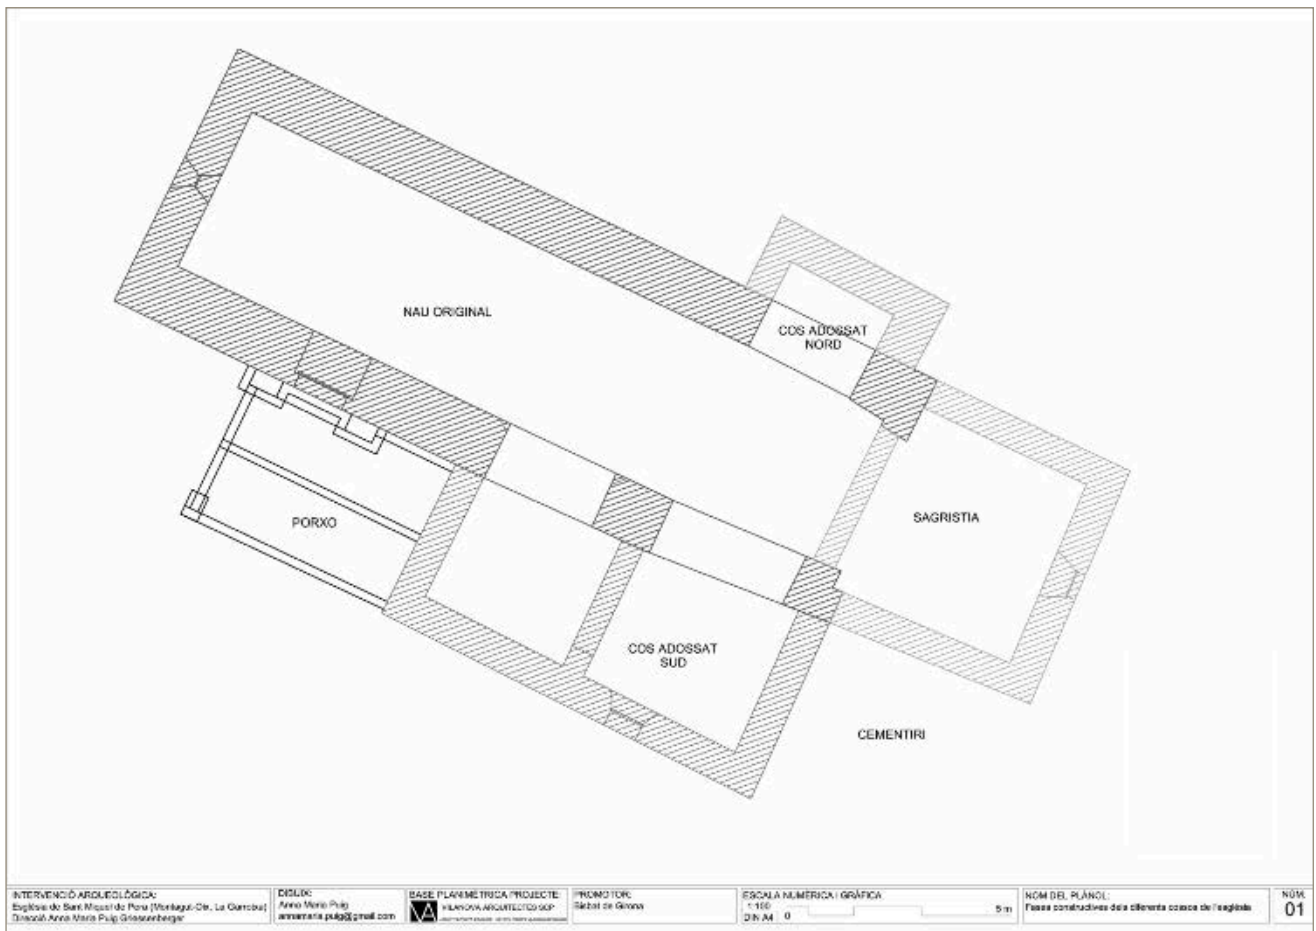 NAU ORIGINAL
COS ADOSSAT
NORD
PORXO
SAGRISTIA
COS ADOSSAT
SUD
CEMENTIRI
INTERVENCIÓ ARQUEOLÒGICA:
Església de Sant Miquel de Pera (Montagut-Oix, La Garrotxa)
Direcció Anna Maria Puig Griessenberger
DIBUIX:
Anna Maria Puig
annamaria.puig@gmail.com
BASE PLANIMÈTRICA PROJECTE:
VA VILANOVA ARQUITECTES SCP
PROMOTOR:
Bisbat de Girona
ESCALA NUMÈRICA I GRÀFICA
1:100
DIN A4 0 5 m
NOM DEL PLÀNOL:
Fases constructives dels diferents cossos de l'església
NÚM.
01